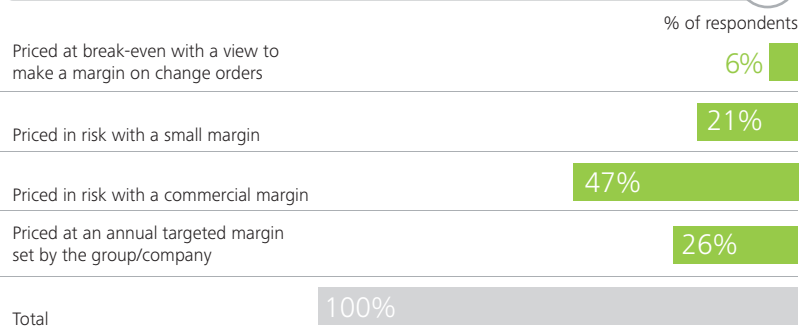 % of respondents
Priced at break-even with a view to
make a margin on change orders
6%
Priced in risk with a small margin
21%
Priced in risk with a commercial margin
47%
Priced at an annual targeted margin
set by the group/company
26%
Total
100%